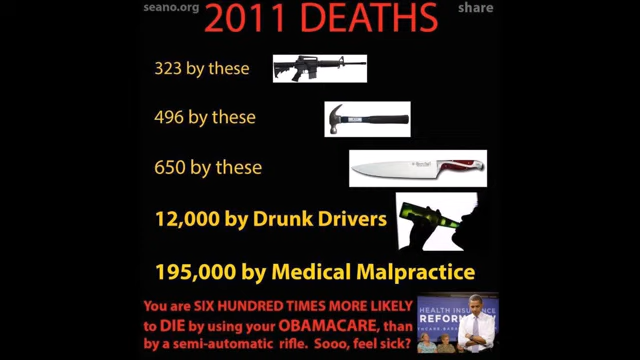 seano.org
2011 DEATHS
share
323 by these
496 by these
650 by these
12,000 by Drunk Drivers
195,000 by Medical Malpractice
You are SIX HUNDRED TIMES MORE LIKELY
to DIE by using your OBAMACARE, than
by a semi-automatic rifle. Sooo, feel sick?
HEALTH INSURANCE
REFORM